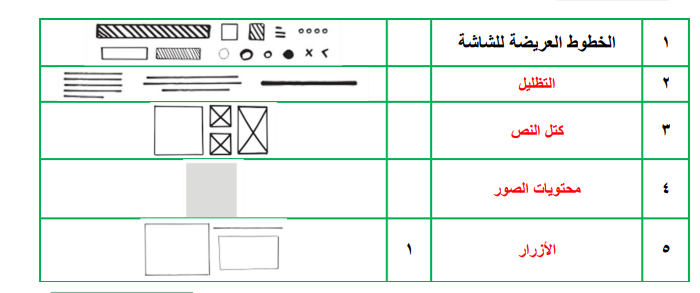 ١ الخطوط العريضة للشاشة
٢ التظليل
٣ كتل النص
٤ محتويات الصور
٥ الأزرار ١